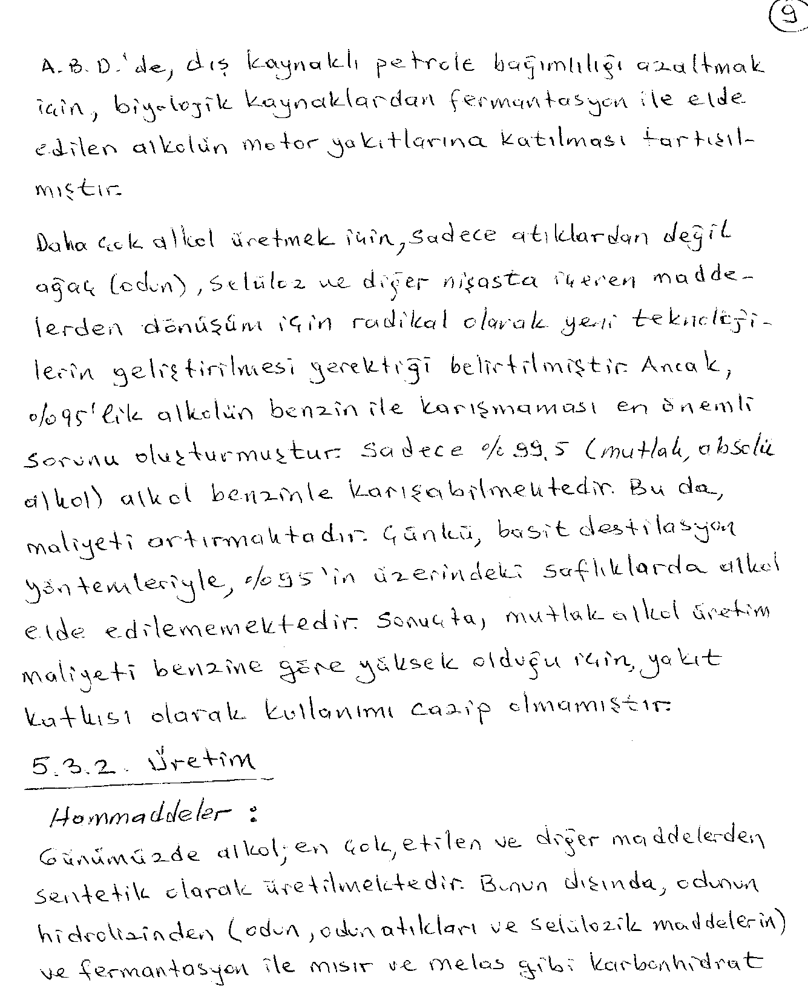 9
A.B.D.'de, dış kaynaklı petrole bağımlılığı azaltmak
için, biyolojik kaynaklardan fermantasyon ile elde
edilen alkolün motor yakıtlarına katılması tartışıl-
mıştır.
Daha çok alkol üretmek için, sadece atıklardan değil
ağaç (odun), selüloz ve diğer nişasta içeren madde-
lerden dönüşüm için radikal olarak yeni teknoloji-
lerin geliştirilmesi gerektiği belirtilmiştir. Ancak,
%95'lik alkolün benzin ile karışmaması en önemli
sorunu oluşturmuştur. Sadece %99,5 (mutlak, absolü
alkol) alkol benzinle karışabilmektedir. Bu da,
maliyeti artırmaktadır. Çünkü, basit destilasyon
yöntemleriyle, %95'in üzerindeki saflıklarda alkol
elde edilememektedir. Sonuçta, mutlak alkol üretim
maliyeti benzine göre yüksek olduğu için, yakıt
katkısı olarak kullanımı cazip olmamıştır.
5.3.2. Üretim
Hammaddeler :
Günümüzde alkol; en çok, etilen ve diğer maddelerden
sentetik olarak üretilmektedir. Bunun dışında, odunun
hidrolizinden (odun, odun atıkları ve selülozik maddelerin)
ve fermantasyon ile mısır ve melas gibi karbonhidrat